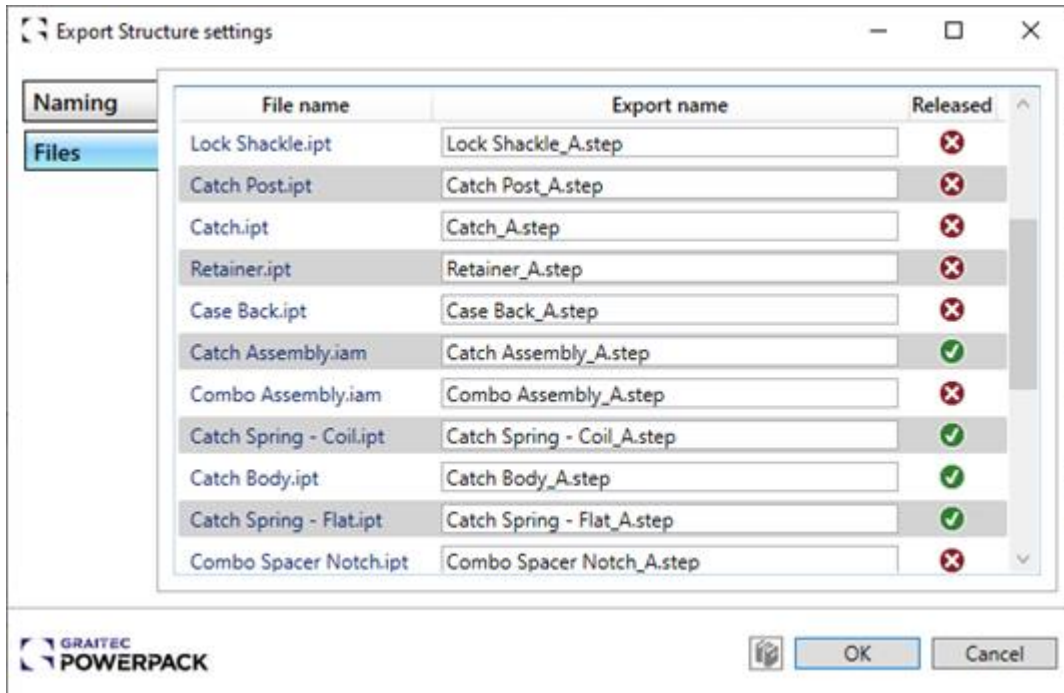 Export Structure settings
Naming
Files
File name Export name Released
Lock Shackle.ipt Lock Shackle_A.step
Catch Post.ipt Catch Post_A.step
Catch.ipt Catch_A.step
Retainer.ipt Retainer_A.step
Case Back.ipt Case Back_A.step
Catch Assembly.iam Catch Assembly_A.step
Combo Assembly.iam Combo Assembly_A.step
Catch Spring - Coil.ipt Catch Spring - Coil_A.step
Catch Body.ipt Catch Body_A.step
Catch Spring - Flat.ipt Catch Spring - Flat_A.step
Combo Spacer Notch.ipt Combo Spacer Notch_A.step
GRAITEC
POWERPACK
OK Cancel